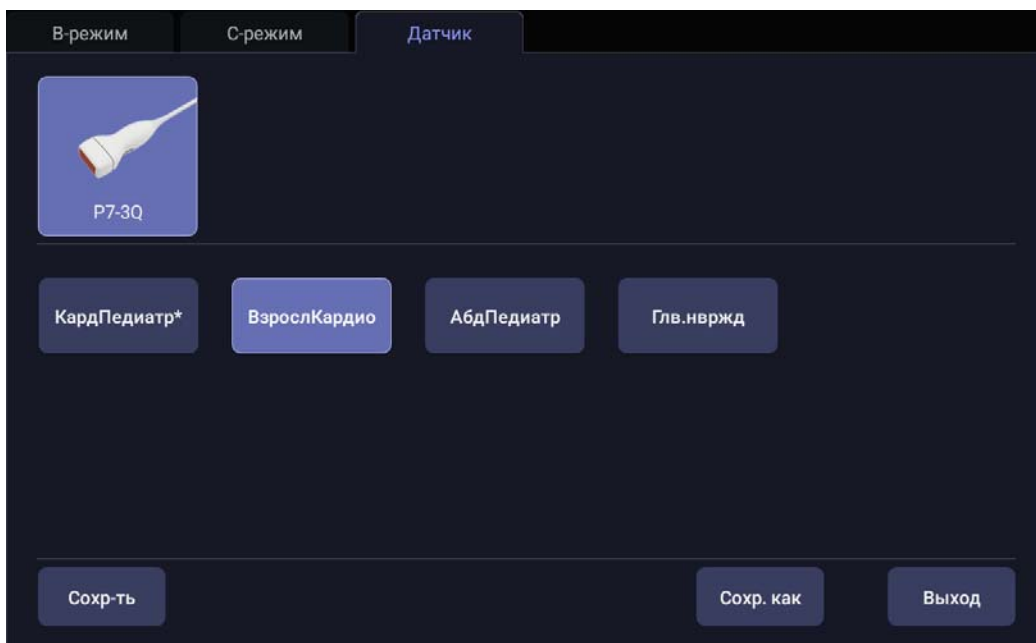 В-режим
С-режим
Датчик
P7-3Q
КардПедиатр*
ВзрослКардио
АбдПедиатр
Глв.нвржд
Сохр-ть
Сохр. как
Выход